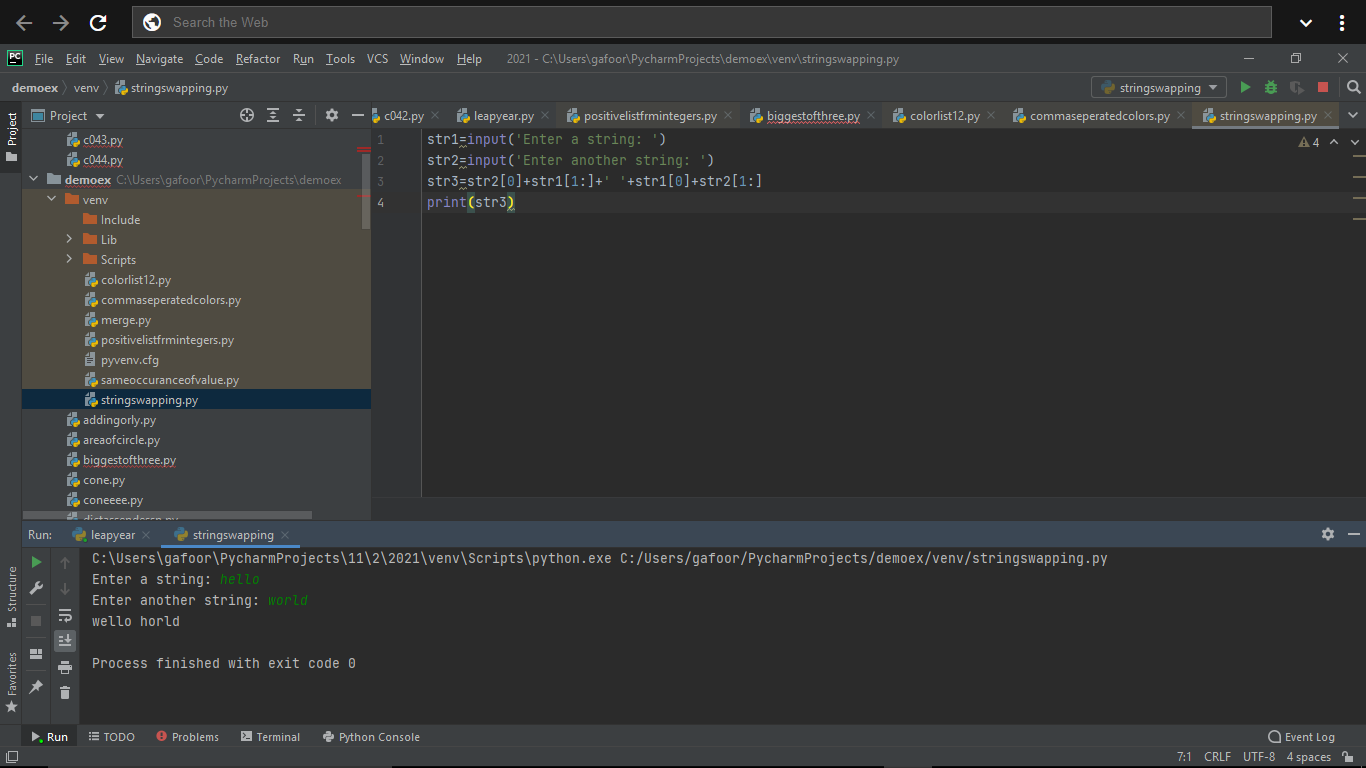 Search the Web
PC File Edit View Navigate Code Refactor Run Tools VCS Window Help 2021 - C:\Users\gafoor\PycharmProjects\demoex\venv\stringswapping.py
demoex venv stringswapping.py stringswapping
Project c042.py leapyear.py positivelistfrmintegers.py biggestofthree.py colorlist12.py commaseperatedcolors.py stringswapping.py
Project
c043.py
c044.py
demoex C:\Users\gafoor\PycharmProjects\demoex
venv
Include
Lib
Scripts
colorlist12.py
commaseperatedcolors.py
merge.py
positivelistfrmintegers.py
pyvenv.cfg
sameoccuranceofvalue.py
stringswapping.py
addingorly.py
areaofcircle.py
biggestofthree.py
cone.py
coneeee.py
1 str1=input('Enter a string: ')
2 str2=input('Enter another string: ')
3 str3=str2[0]+str1[1:]+' '+str1[0]+str2[1:]
4 print(str3)
4
Run: leapyear stringswapping
C:\Users\gafoor\PycharmProjects\11\2\2021\venv\Scripts\python.exe C:/Users/gafoor/PycharmProjects/demoex/venv/stringswapping.py
Enter a string: hello
Enter another string: world
wello horld
Process finished with exit code 0
Structure
Favorites
Run TODO Problems Terminal Python Console Event Log
7:1 CRLF UTF-8 4 spaces